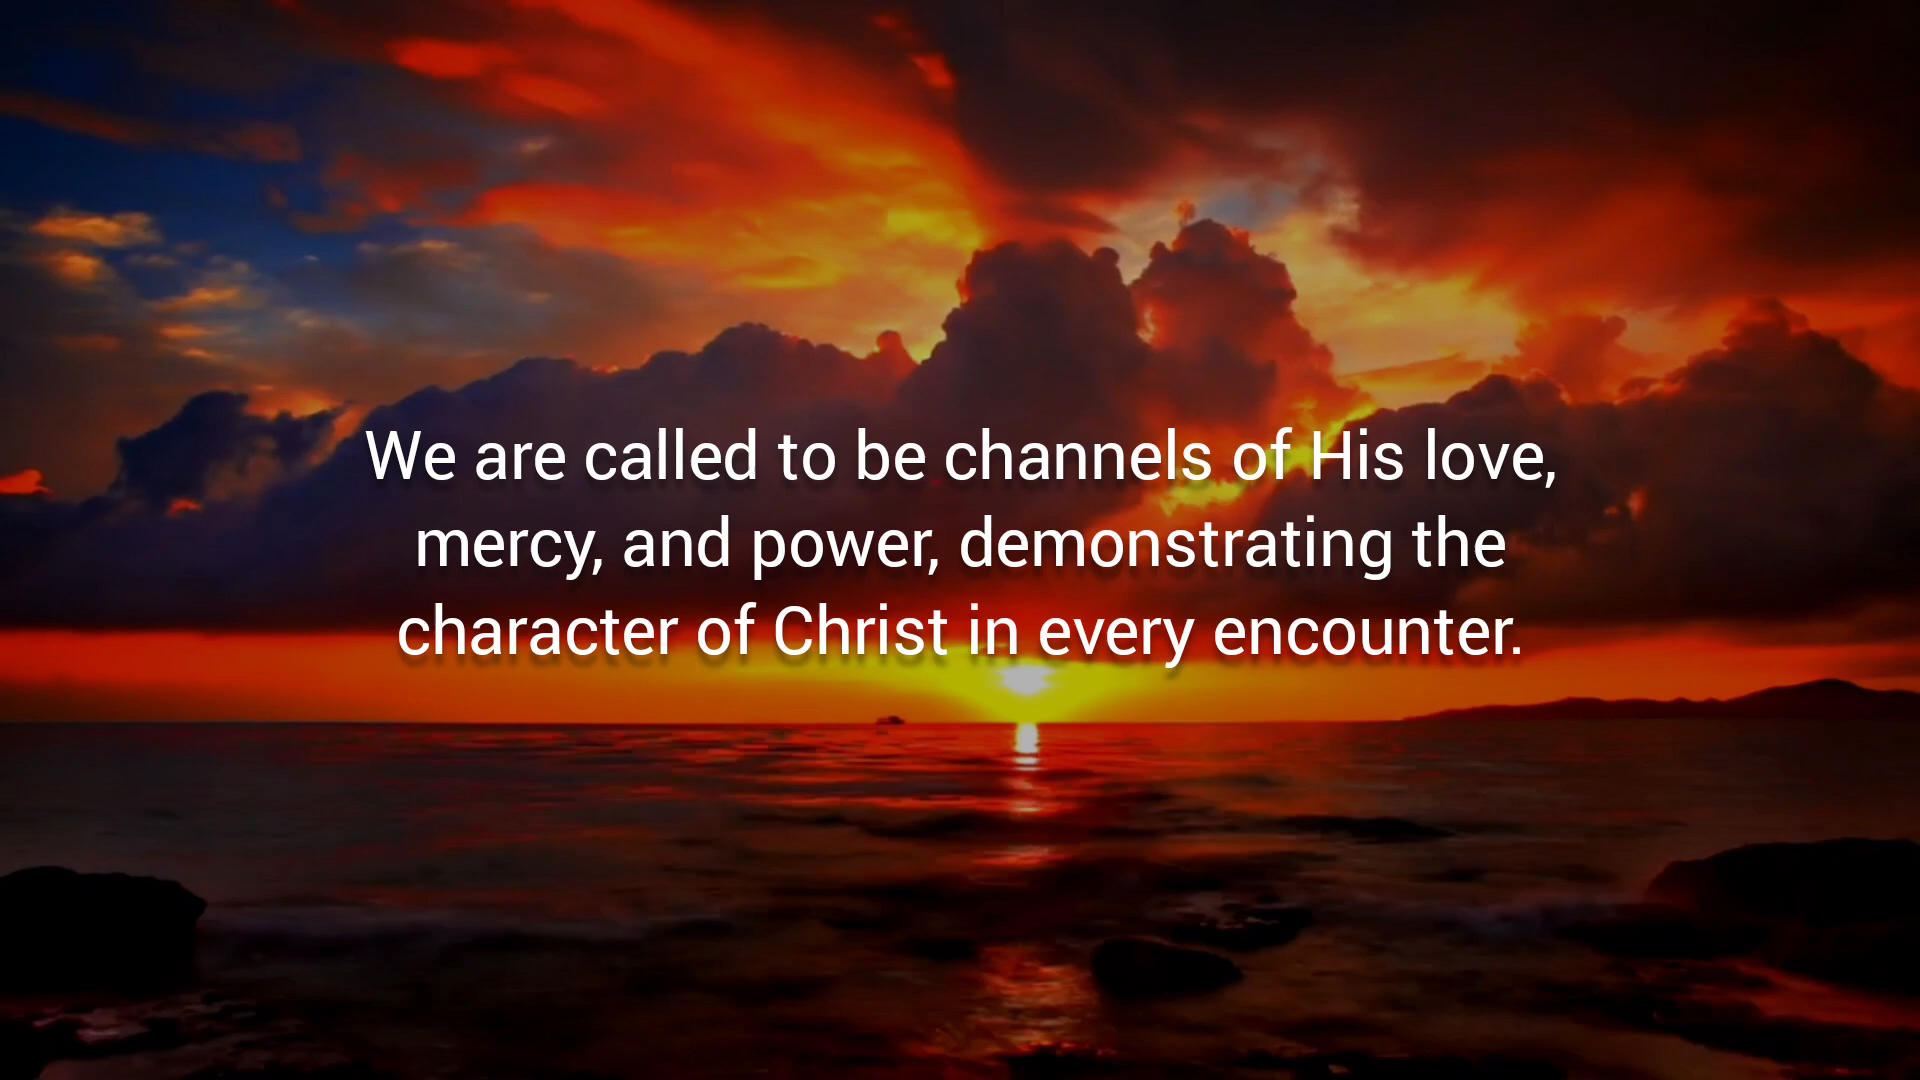 We are called to be channels of His love,
mercy, and power, demonstrating the
character of Christ in every encounter.